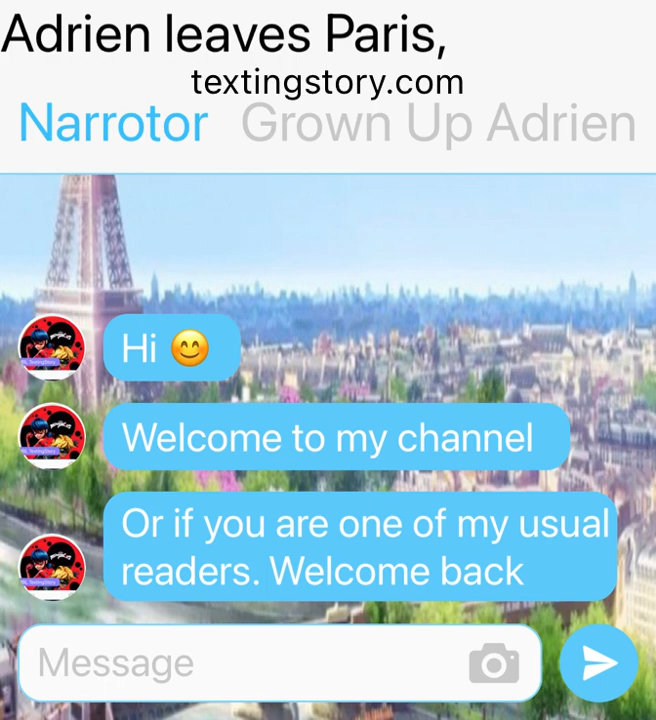 Adrien leaves Paris,
textingstory.com
Narrotor Grown Up Adrien
Hi 😊
Welcome to my channel
Or if you are one of my usual
readers. Welcome back
Message